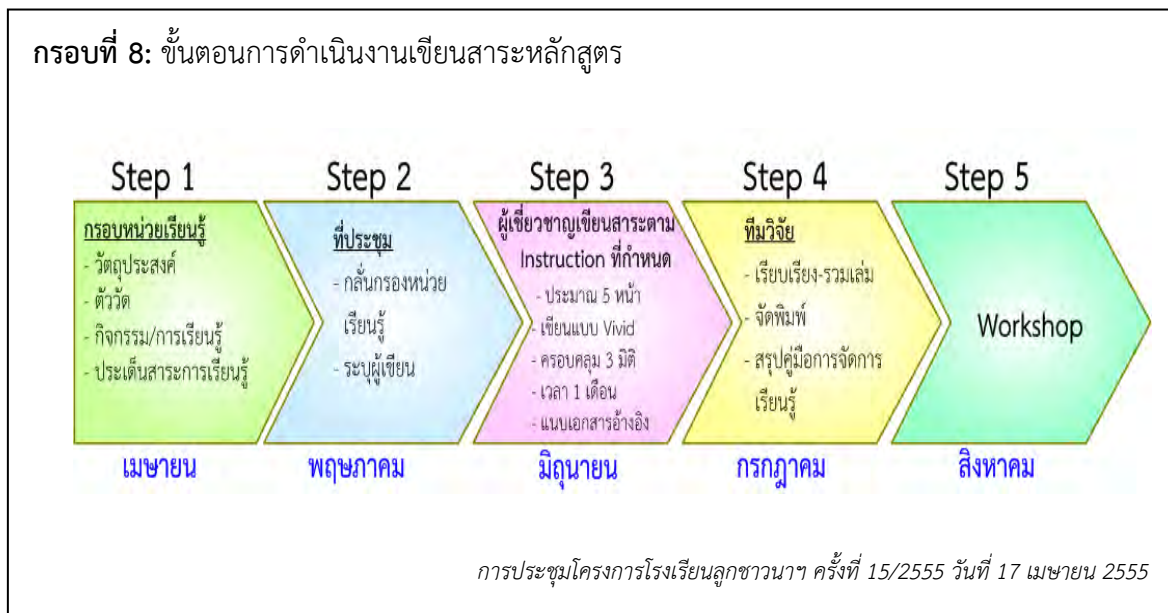 กรอบที่ 8: ขั้นตอนการดำเนินงานเขียนสาระหลักสูตร
Step 1
กรอบหน่วยเรียนรู้
- วัตถุประสงค์
- ตัววัด
- กิจกรรม/การเรียนรู้
- ประเด็นสาระการเรียนรู้
เมษายน
Step 2
ที่ประชุม
- กลั่นกรองหน่วย
เรียนรู้
- ระบุผู้เขียน
พฤษภาคม
Step 3
ผู้เชี่ยวชาญเขียนสาระตาม
Instruction ที่กำหนด
- ประมาณ 5 หน้า
- เขียนแบบ Vivid
- ครอบคลุม 3 มิติ
- เวลา 1 เดือน
- แนบเอกสารอ้างอิง
มิถุนายน
Step 4
ทีมวิจัย
- เรียบเรียง-รวมเล่ม
- จัดพิมพ์
- สรุปคู่มือการจัดการ
เรียนรู้
กรกฎาคม
Step 5
Workshop
สิงหาคม
การประชุมโครงการโรงเรียนลูกชาวนาฯ ครั้งที่ 15/2555 วันที่ 17 เมษายน 2555